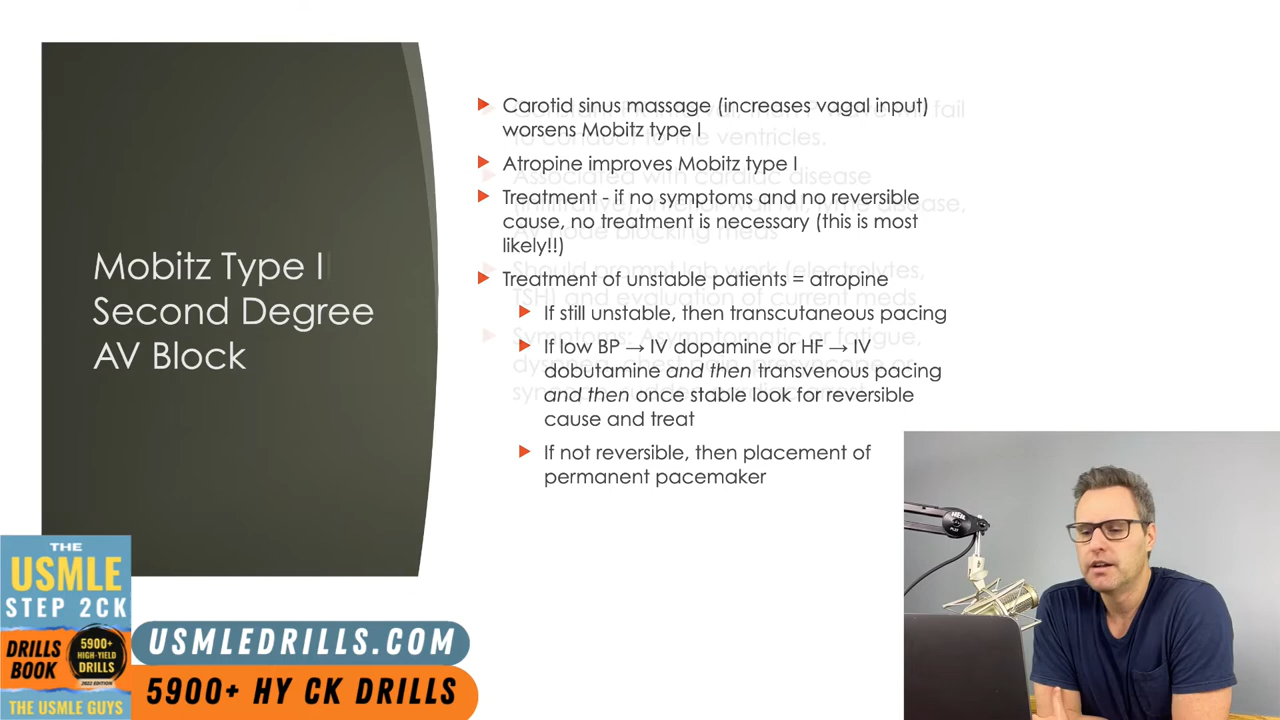 Mobitz Type I
Second Degree
AV Block
Carotid sinus massage (increases vagal input)
worsens Mobitz type I
Atropine improves Mobitz type I
Treatment - if no symptoms and no reversible
cause, no treatment is necessary (this is most
likely!!)
Treatment of unstable patients = atropine
If still unstable, then transcutaneous pacing
If low BP → IV dopamine or HF → IV
dobutamine and then transvenous pacing
and then once stable look for reversible
cause and treat
If not reversible, then placement of
permanent pacemaker
THE
USMLE
STEP 2CK
DRILLS
BOOK
5900+
HIGH-YIELD
DRILLS
2022 EDITION
THE USMLE GUYS
USMLEDRILLS.COM
5900+ HY CK DRILLS
HEIL